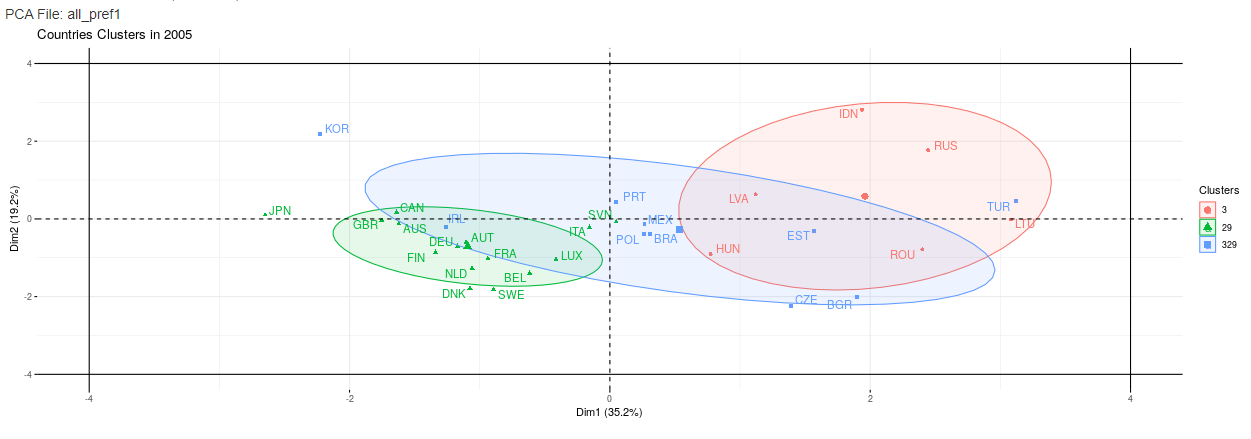 PCA File: all_pref1
Countries Clusters in 2005
4
IDN
KOR
2
RUS
Clusters
LVA
PRT
3
JPN
CAN
SVN
MEX
TUR
0
GBR
AUS
IRL
ITA
LTU
29
DEU
AUT
POL
BRA
EST
329
FIN
FRA
LUX
HUN
ROU
NLD
BEL
DNK
SWE
CZE
BGR
-2
-4
Dim2 (19.2%)
-4 -2 0 2 4
Dim1 (35.2%)